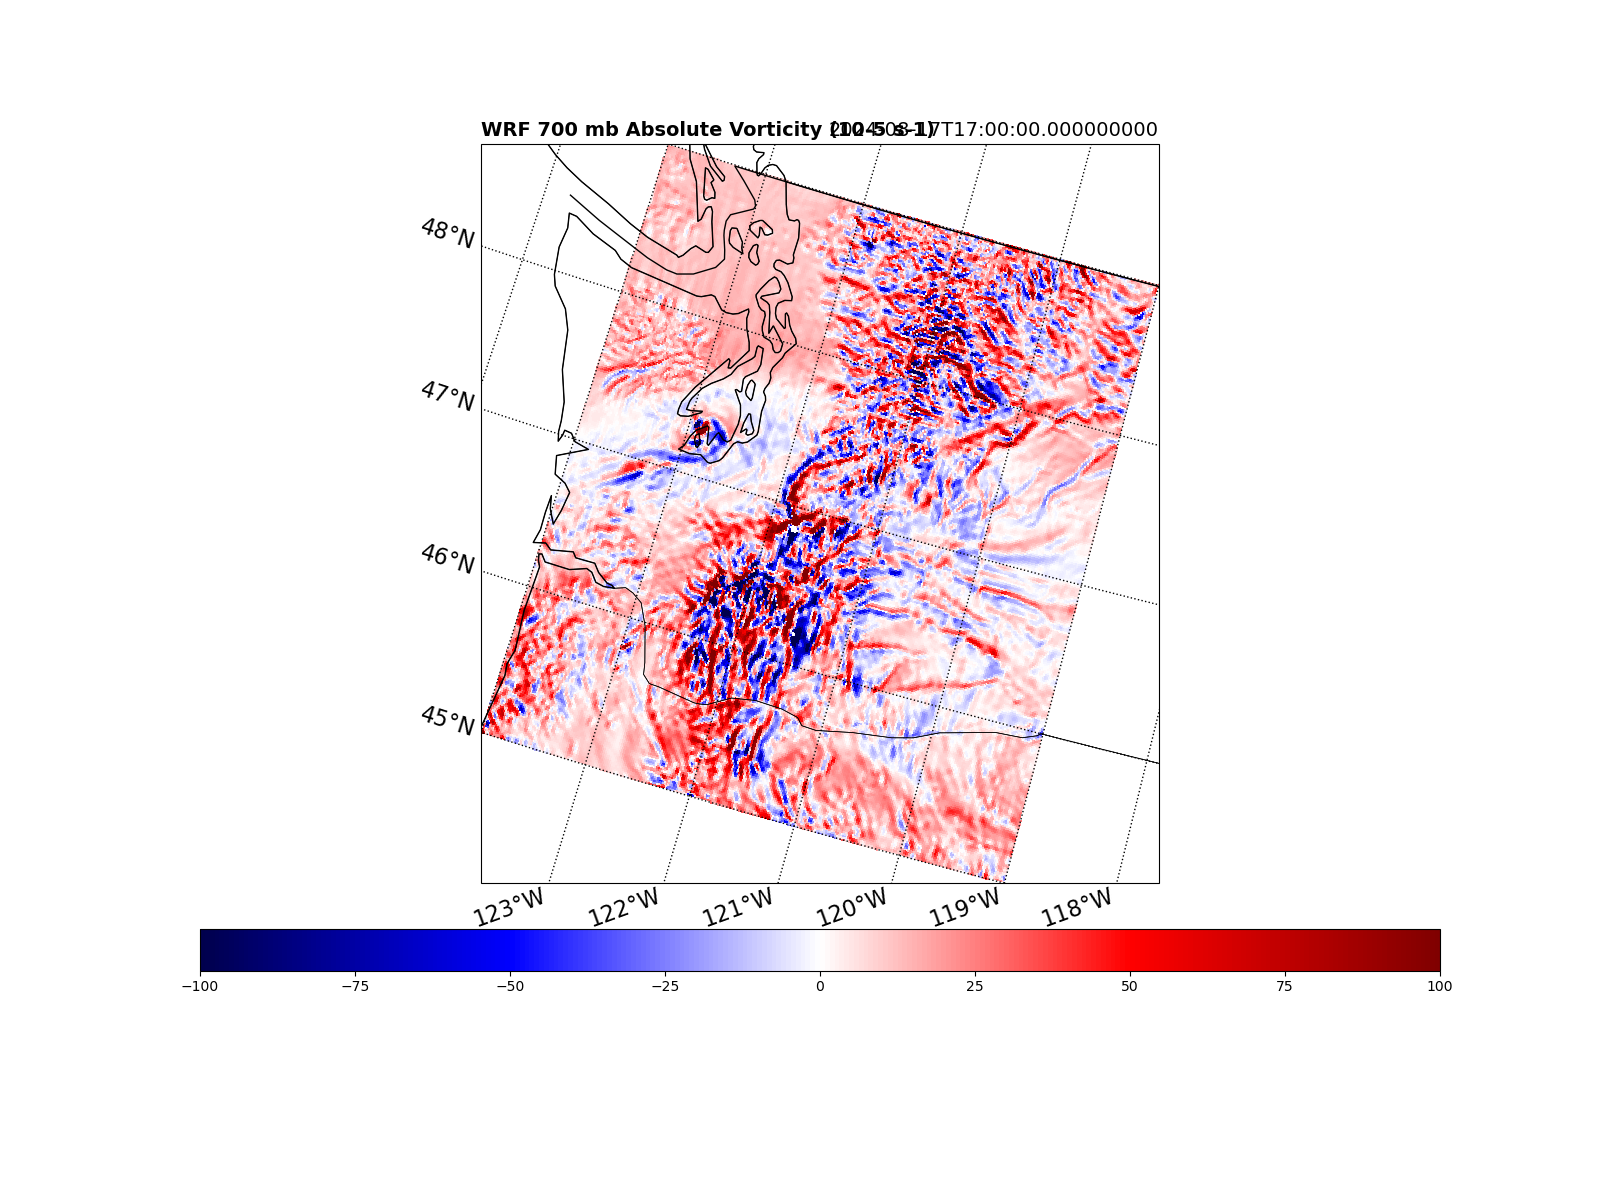 WRF 700 mb Absolute Vorticity (10-5 s-1)
T17:00:00.000000000
48°N
47°N
46°N
45°N
123°W 122°W 121°W 120°W 119°W 118°W
−100 −75 −50 −25 0 25 50 75 100